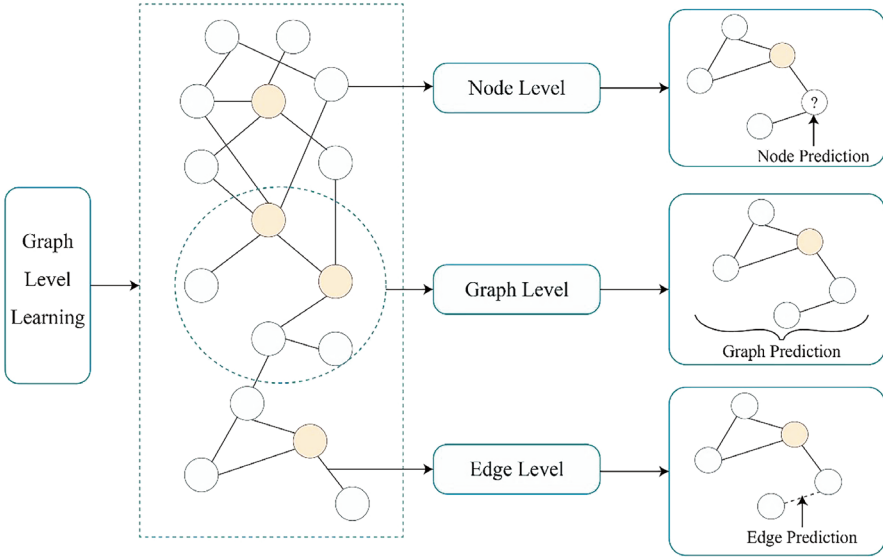 Graph
Level
Learning
Node Level
?
Node Prediction
Graph Level
Graph Prediction
Edge Level
Edge Prediction